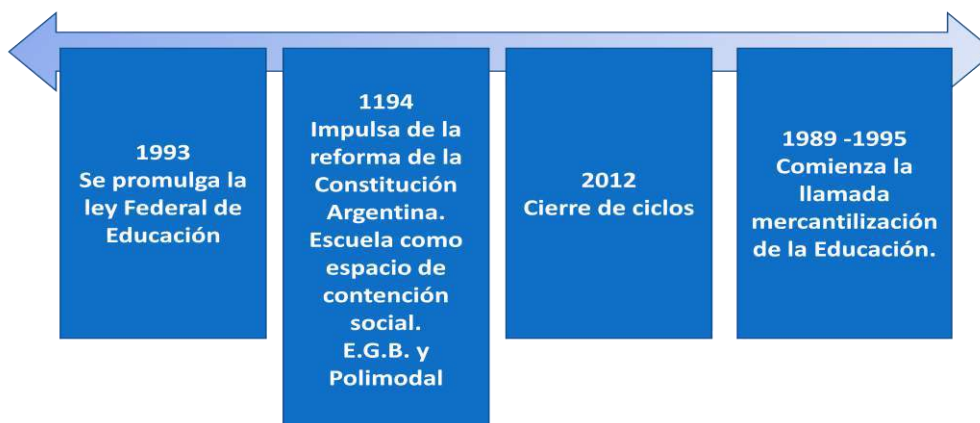 1993
Se promulga la
ley Federal de
Educación
1194
Impulsa de la
reforma de la
Constitución
Argentina.
Escuela como
espacio de
contención
social.
E.G.B. y
Polimodal
2012
Cierre de ciclos
1989 -1995
Comienza la
llamada
mercantilización
de la Educación.